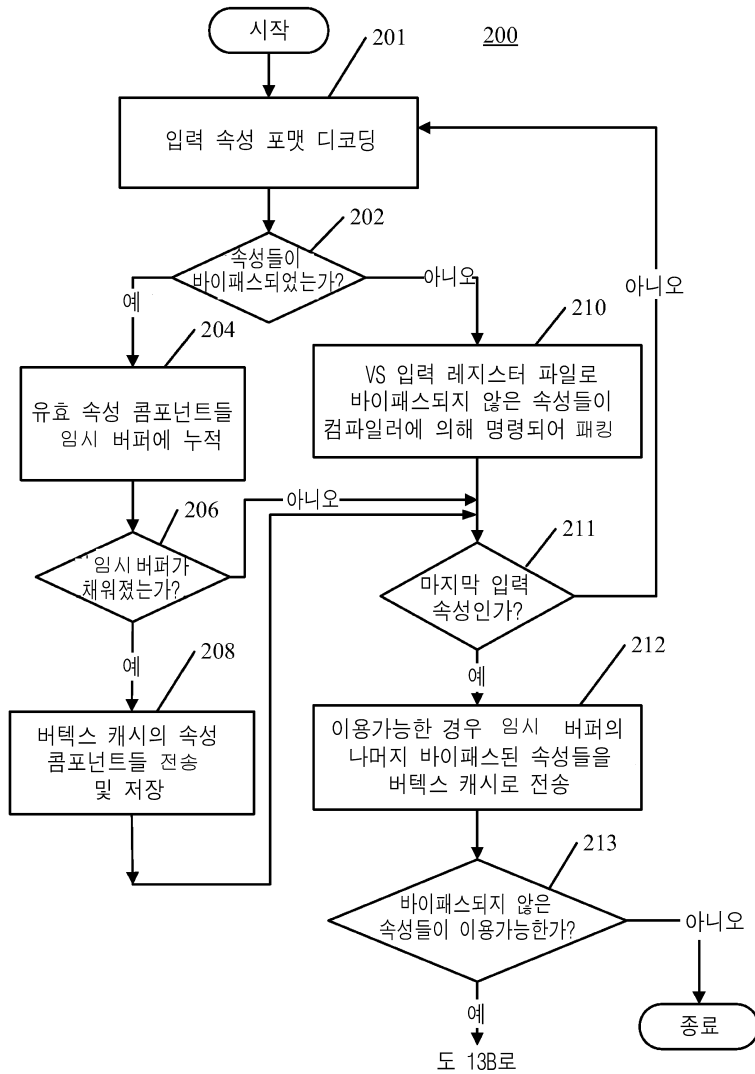 시작
201
200
입력 속성 포맷 디코딩
202
속성들이
바이패스되었는가?
예
아니오
아니오
204
유효 속성 콤포넌트들
임시 버퍼에 누적
210
VS 입력 레지스터 파일로
바이패스되지 않은 속성들이
컴파일러에 의해 명령되어 패킹
206
임시 버퍼가
채워졌는가?
아니오
211
마지막 입력
속성인가?
예
208
버텍스 캐시의 속성
콤포넌트들 전송
및 저장
예
212
이용가능한 경우 임시 버퍼의
나머지 바이패스된 속성들을
버텍스 캐시로 전송
213
바이패스되지 않은
속성들이 이용가능한가?
아니오
예
종료
도 13B로